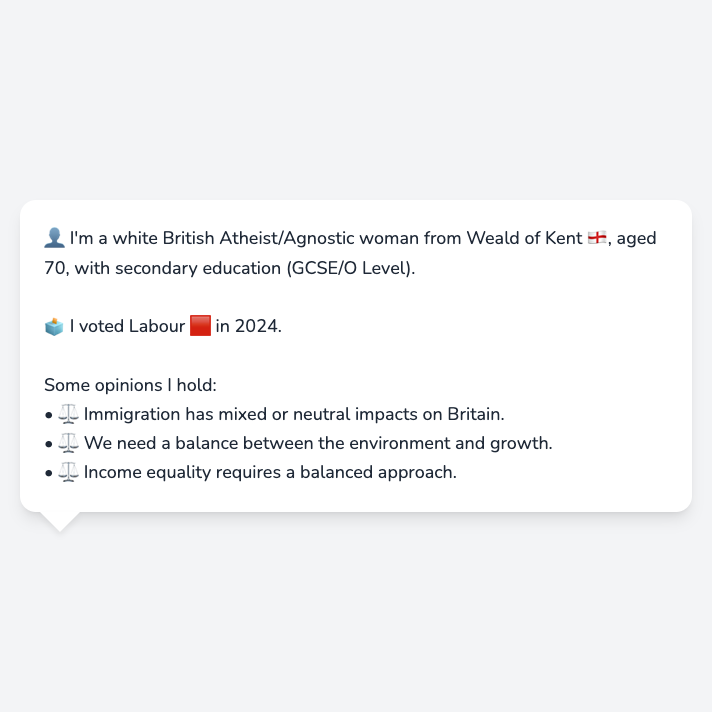 👤 I'm a white British Atheist/Agnostic woman from Weald of Kent 🏴󠁧󠁢󠁥󠁮󠁧󠁿, aged
70, with secondary education (GCSE/O Level).
🗳️ I voted Labour 🟥 in 2024.
Some opinions I hold:
• ⚖️ Immigration has mixed or neutral impacts on Britain.
• ⚖️ We need a balance between the environment and growth.
• ⚖️ Income equality requires a balanced approach.